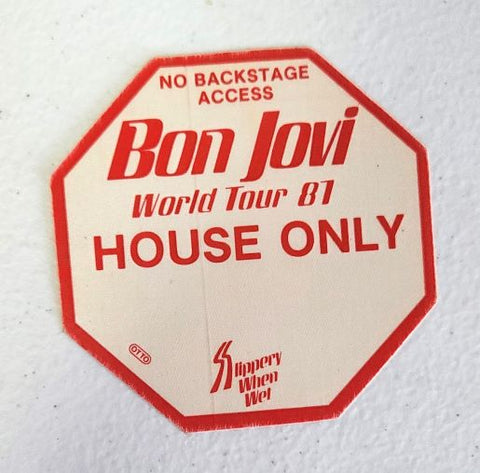 NO BACKSTAGE
ACCESS
Bon Jovi
World Tour 87
HOUSE ONLY
OTTO
Slippery
When
Wet